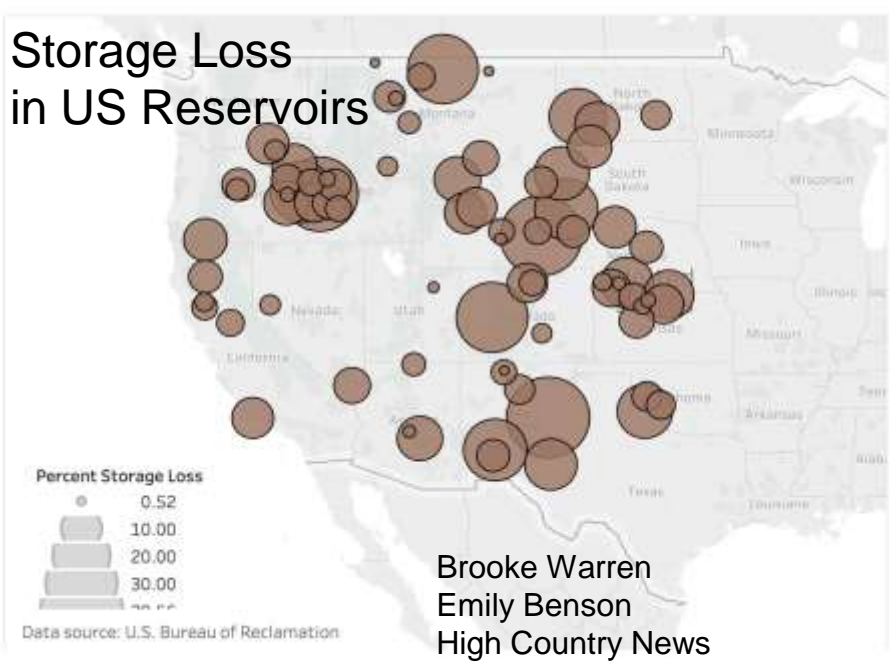 Storage Loss
in US Reservoirs
North
Montana
Minnesota
South
Dakota
Wisconsin
Iowa
Nevada
Utah
Illinois
Missouri
California
Arkansas
Texas
Louisiana
Percent Storage Loss
0.52
10.00
20.00
30.00
Data source: U.S. Bureau of Reclamation
Brooke Warren
Emily Benson
High Country News